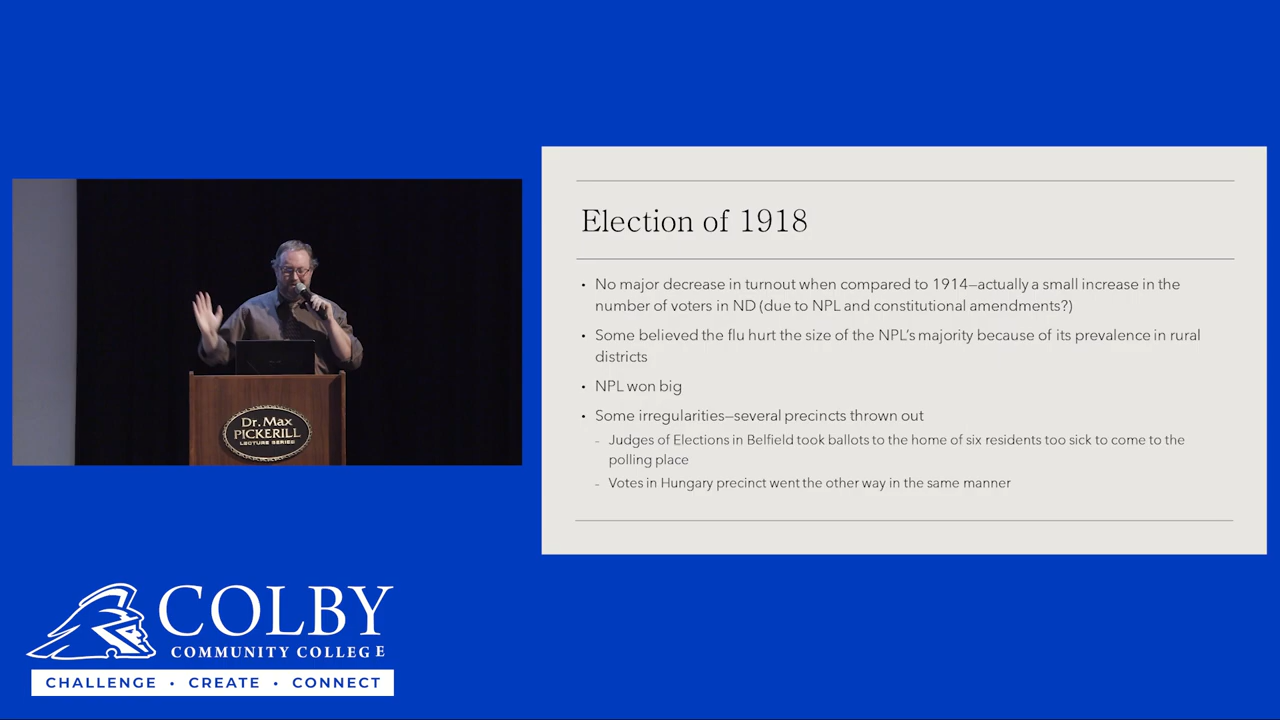 Dr. Max
PICKERILL
LECTURE SERIES
Election of 1918
• No major decrease in turnout when compared to 1914—actually a small increase in the
number of voters in ND (due to NPL and constitutional amendments?)
• Some believed the flu hurt the size of the NPL's majority because of its prevalence in rural
districts
• NPL won big
• Some irregularities—several precincts thrown out
– Judges of Elections in Belfield took ballots to the home of six residents too sick to come to the
polling place
– Votes in Hungary precinct went the other way in the same manner
COLBY
COMMUNITY COLLEGE
CHALLENGE • CREATE • CONNECT